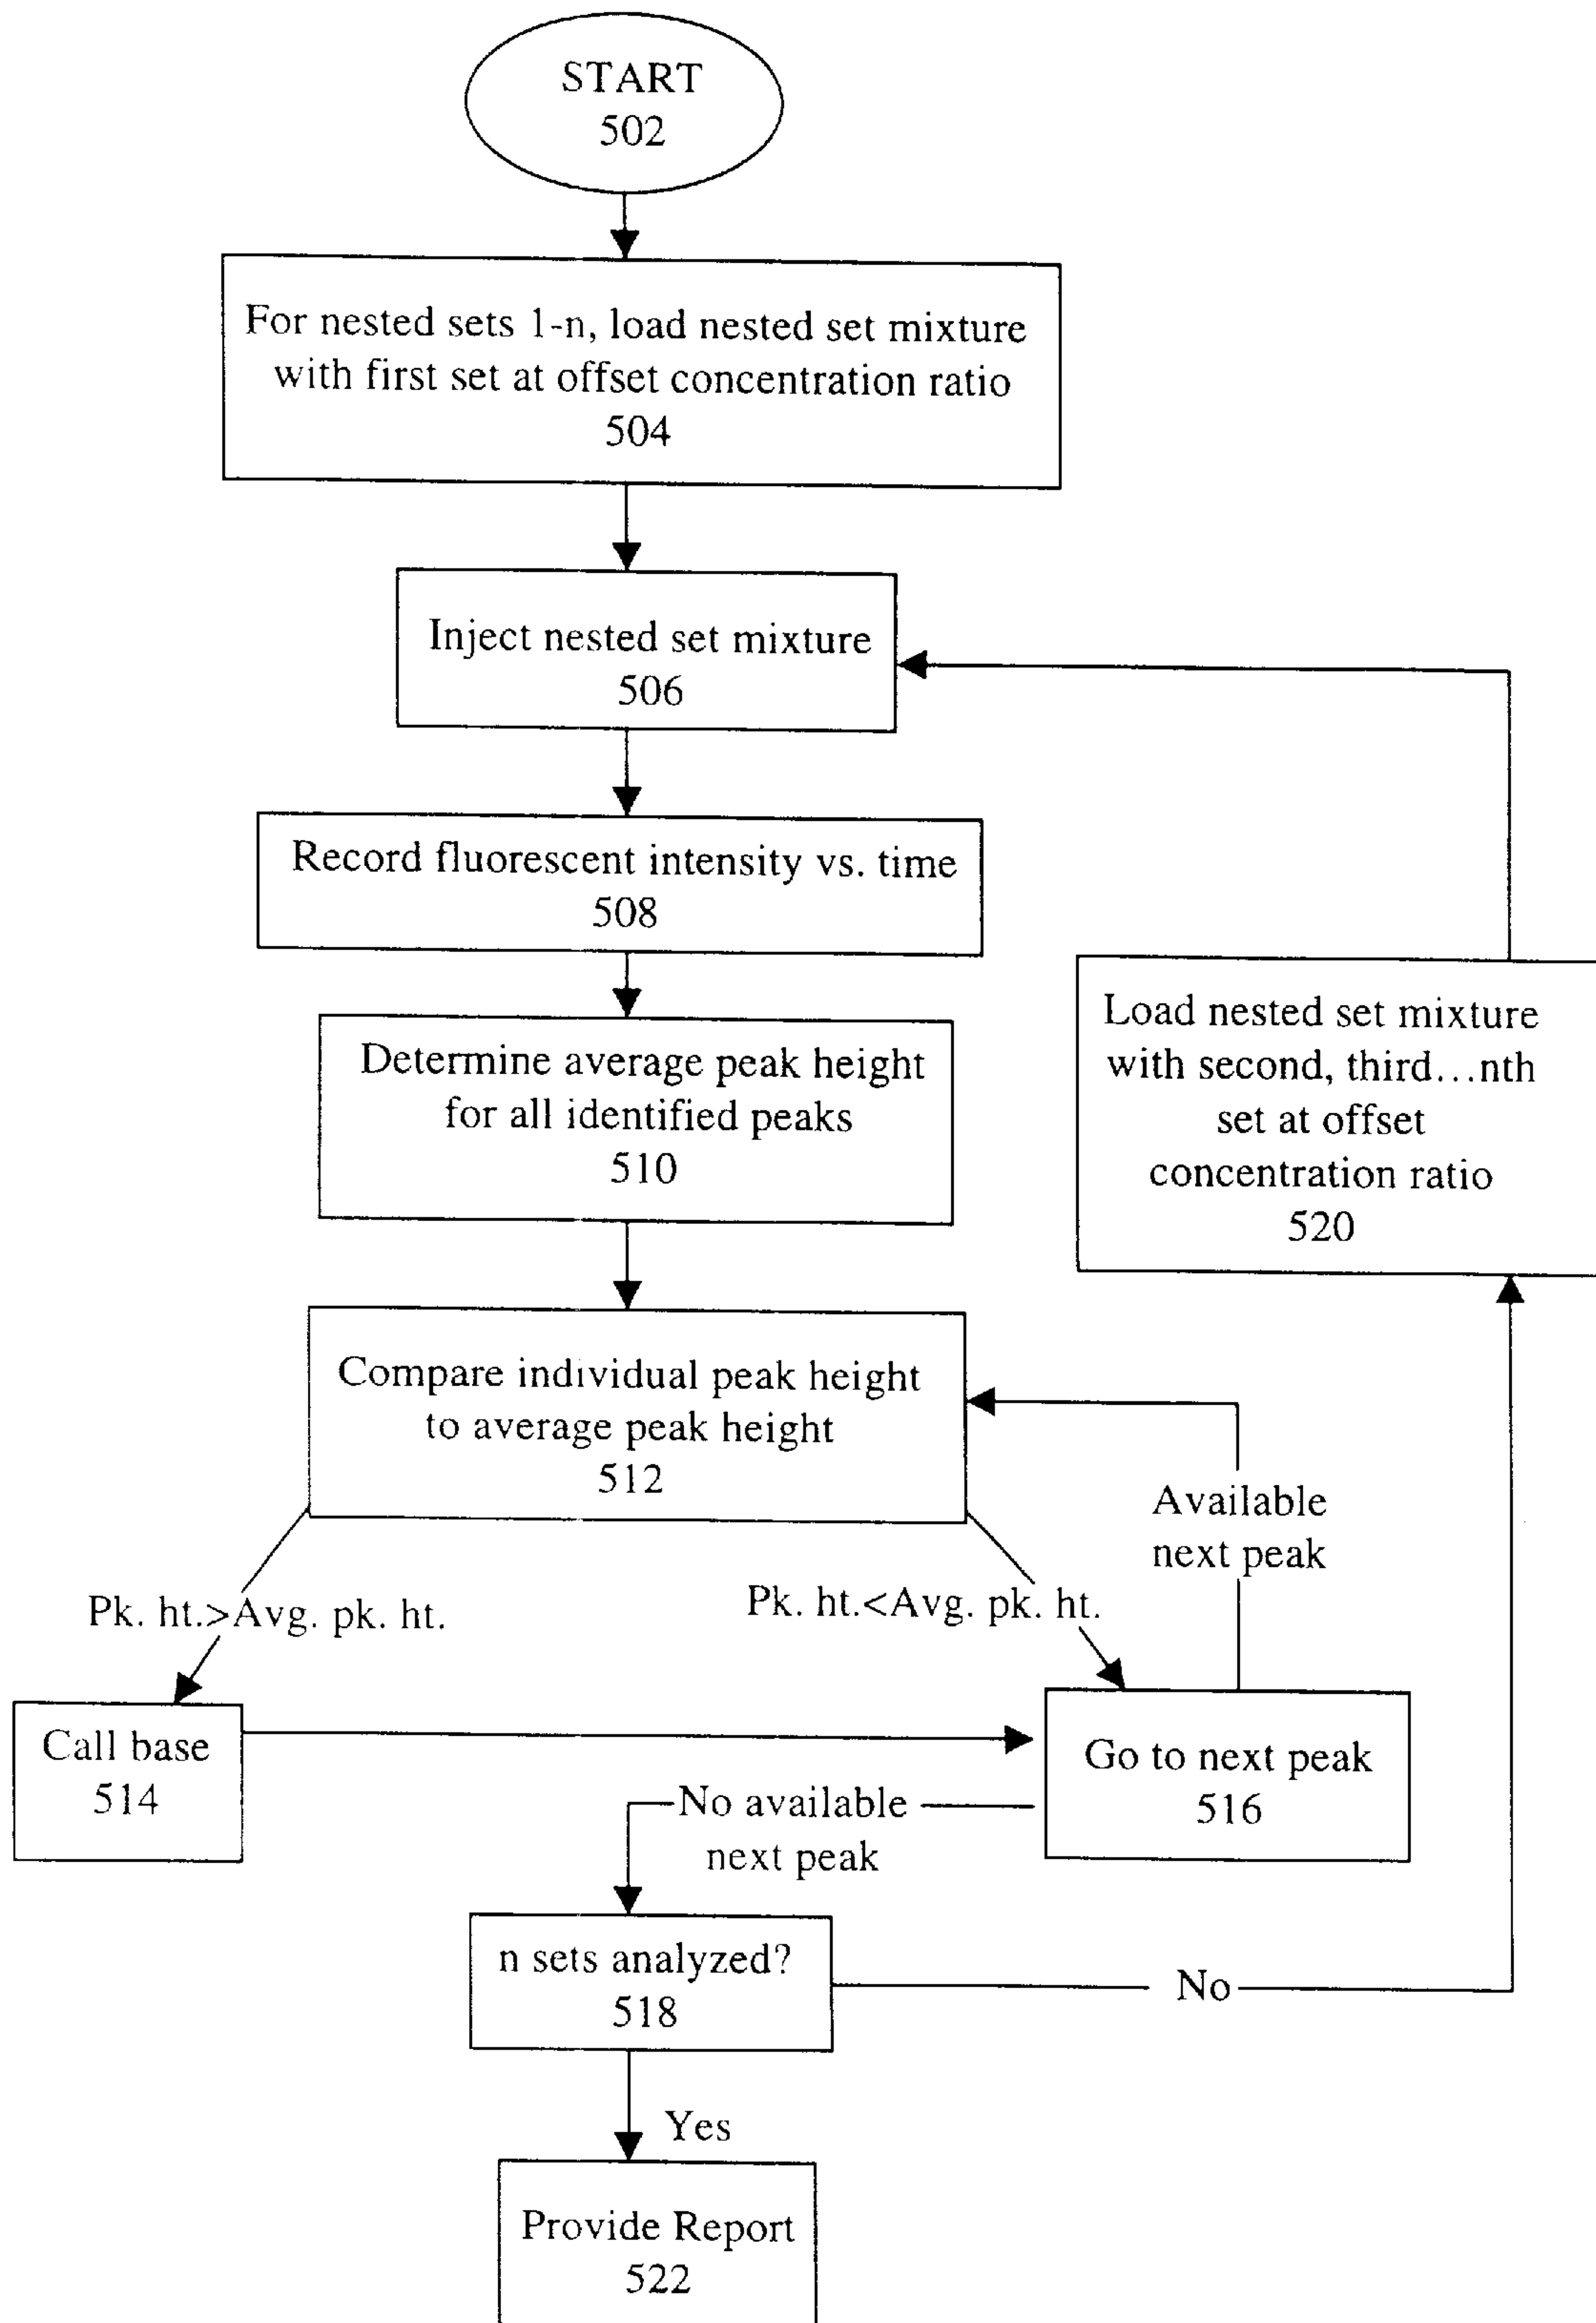 START
502
For nested sets 1-n, load nested set mixture
with first set at offset concentration ratio
504
Inject nested set mixture
506
Record fluorescent intensity vs. time
508
Determine average peak height
for all identified peaks
510
Load nested set mixture
with second, third...nth
set at offset
concentration ratio
520
Compare individual peak height
to average peak height
512
Available
next peak
Pk. ht.>Avg. pk. ht.
Pk. ht.<Avg. pk. ht.
Call base
514
Go to next peak
516
No available
next peak
n sets analyzed?
518
No
Yes
Provide Report
522